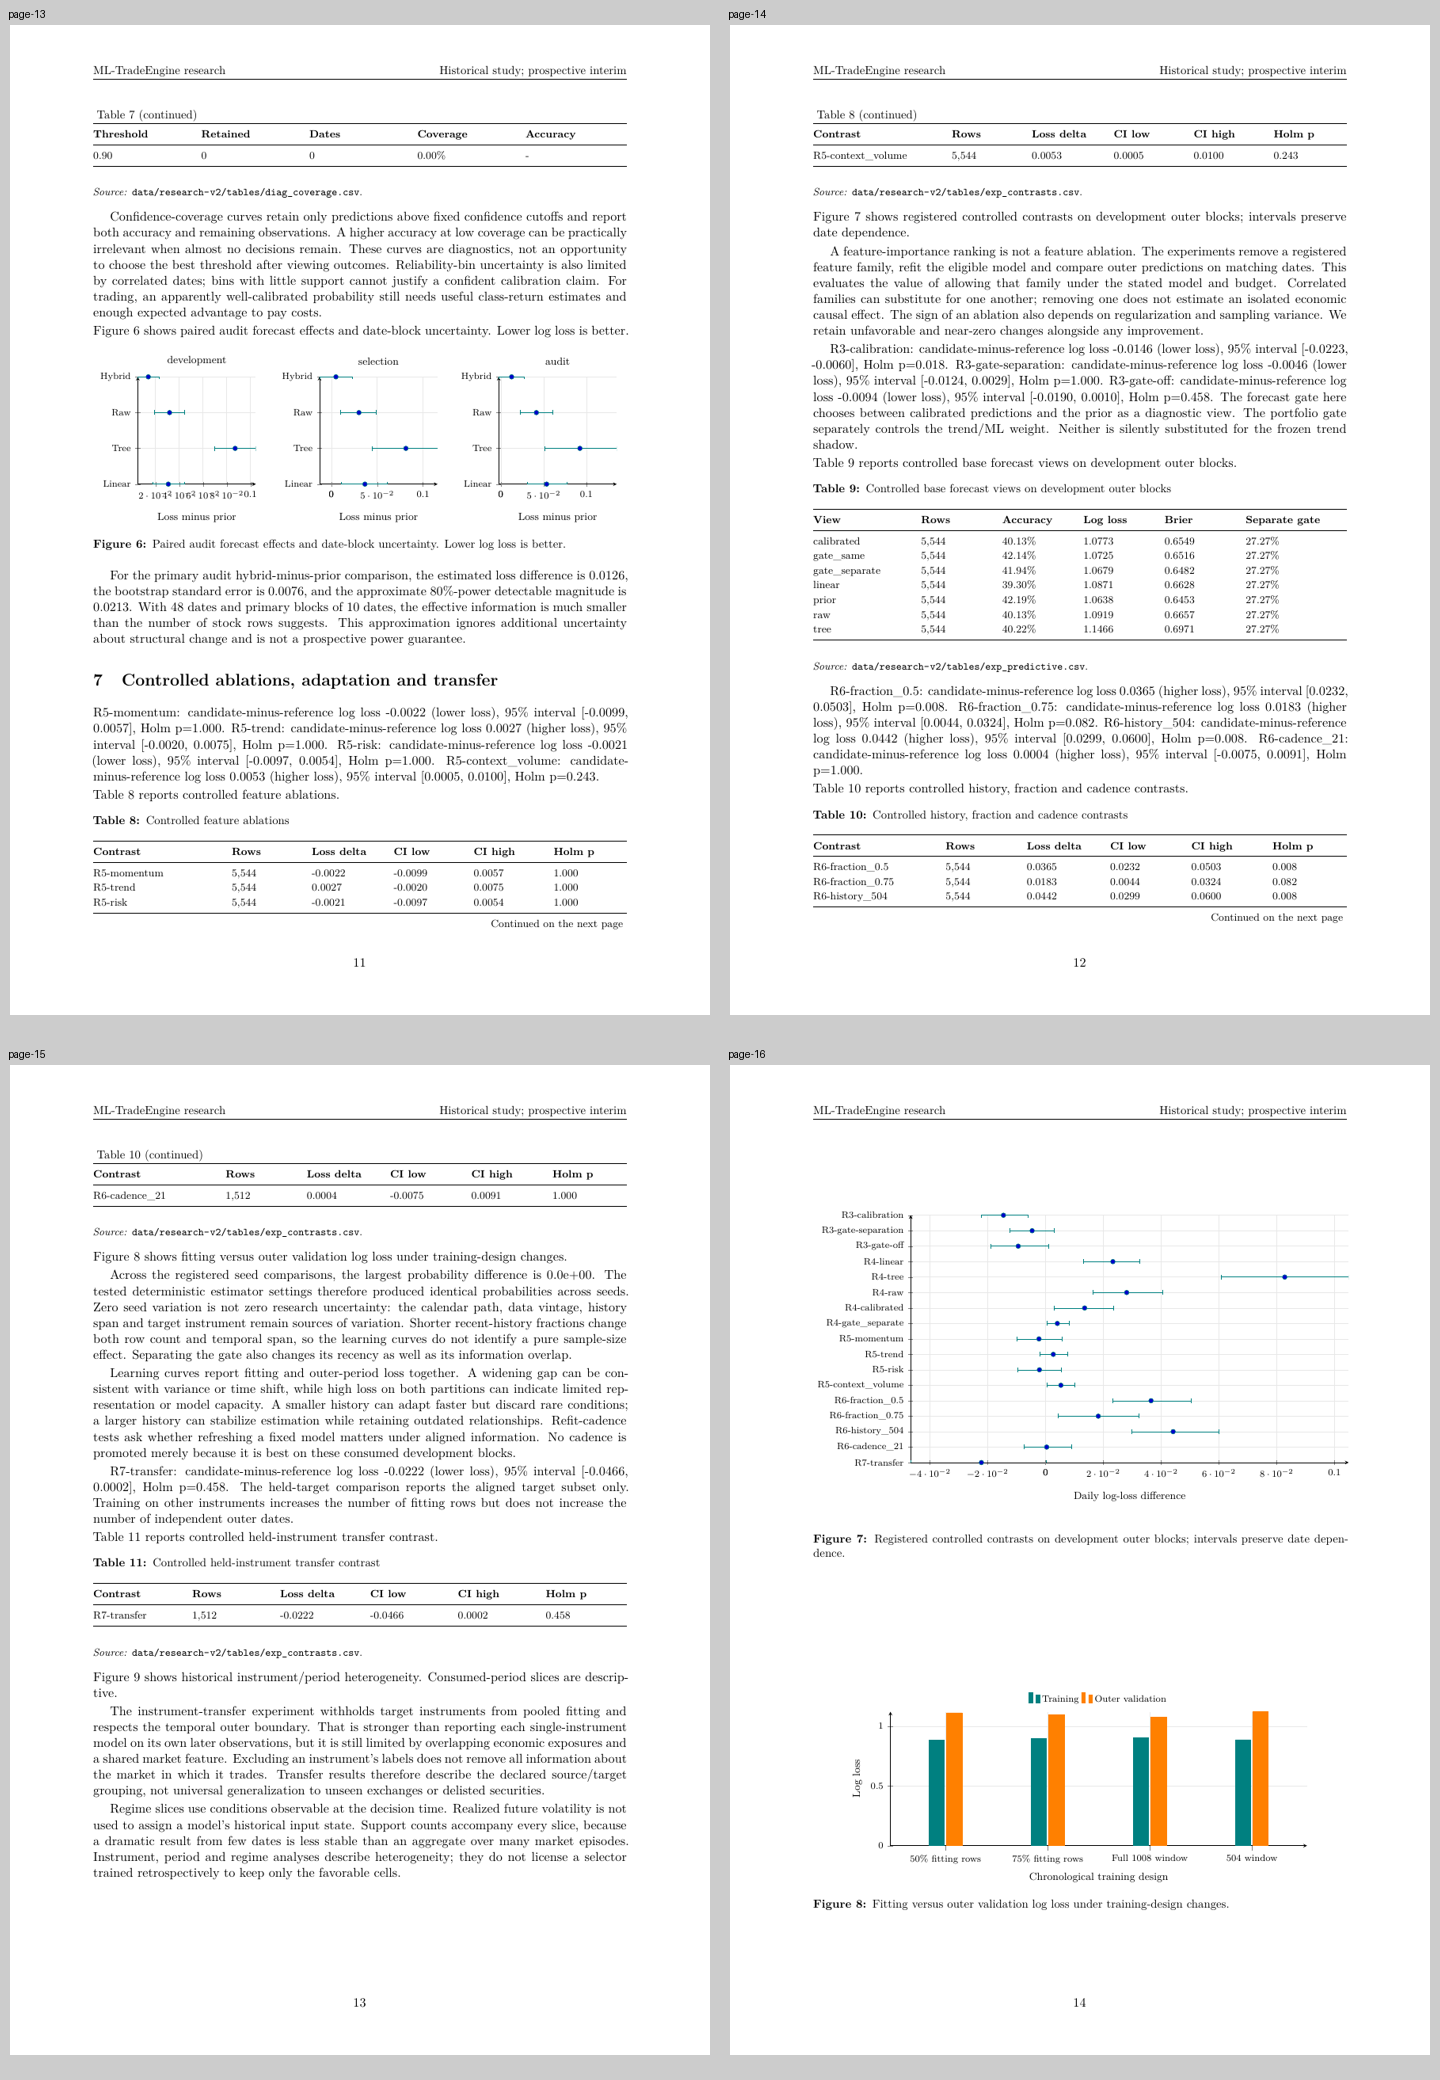 page-13
ML-TradeEngine research Historical study; prospective interim
Table 7 (continued)
Threshold Retained Dates Coverage Accuracy
0.90 0 0 0.00% -
Source: data/research-v2/tables/diag_coverage.csv.
Confidence-coverage curves retain only predictions above fixed confidence cutoffs and report
both accuracy and remaining observations. A higher accuracy at low coverage can be practically
irrelevant when almost no decisions remain. These curves are diagnostics, not an opportunity
to choose the best threshold after viewing outcomes. Reliability-bin uncertainty is also limited
by correlated dates; bins with little support cannot justify a confident calibration claim. For
trading, an apparently well-calibrated probability still needs useful class-return estimates and
enough expected advantage to pay costs.
Figure 6 shows paired audit forecast effects and date-block uncertainty. Lower log loss is better.
development selection audit
Hybrid Hybrid Hybrid
Raw Raw Raw
Tree Tree Tree
Linear Linear Linear
0 5·10⁻² 0.1 0 5·10⁻² 0.1
Loss minus prior Loss minus prior Loss minus prior
Figure 6: Paired audit forecast effects and date-block uncertainty. Lower log loss is better.
For the primary audit hybrid-minus-prior comparison, the estimated loss difference is 0.0126,
the bootstrap standard error is 0.0076, and the approximate 80%-power detectable magnitude is
0.0213. With 48 dates and primary blocks of 10 dates, the effective information is much smaller
than the number of stock rows suggests. This approximation ignores additional uncertainty
about structural change and is not a prospective power guarantee.
7 Controlled ablations, adaptation and transfer
R5-momentum: candidate-minus-reference log loss -0.0022 (lower loss), 95% interval [-0.0099,
0.0057], Holm p=1.000. R5-trend: candidate-minus-reference log loss 0.0027 (higher loss), 95%
interval [-0.0020, 0.0075], Holm p=1.000. R5-risk: candidate-minus-reference log loss -0.0021
(lower loss), 95% interval [-0.0097, 0.0054], Holm p=1.000. R5-context_volume: candidate-
minus-reference log loss 0.0053 (higher loss), 95% interval [0.0005, 0.0100], Holm p=0.243.
Table 8 reports controlled feature ablations.
Table 8: Controlled feature ablations
Contrast Rows Loss delta CI low CI high Holm p
R5-momentum 5,544 -0.0022 -0.0099 0.0057 1.000
R5-trend 5,544 0.0027 -0.0020 0.0075 1.000
R5-risk 5,544 -0.0021 -0.0097 0.0054 1.000
Continued on the next page
11
page-14
ML-TradeEngine research Historical study; prospective interim
Table 8 (continued)
Contrast Rows Loss delta CI low CI high Holm p
R5-context_volume 5,544 0.0053 0.0005 0.0100 0.243
Source: data/research-v2/tables/exp_contrasts.csv.
Figure 7 shows registered controlled contrasts on development outer blocks; intervals preserve
date dependence.
A feature-importance ranking is not a feature ablation. The experiments remove a registered
feature family, refit the eligible model and compare outer predictions on matching dates. This
evaluates the value of allowing that family under the stated model and budget. Correlated
families can substitute for one another; removing one does not estimate an isolated economic
causal effect. The sign of an ablation also depends on regularization and sampling variance. We
retain unfavorable and near-zero changes alongside any improvement.
R3-calibration: candidate-minus-reference log loss -0.0146 (lower loss), 95% interval [-0.0223,
-0.0060], Holm p=0.018. R3-gate-separation: candidate-minus-reference log loss -0.0046 (lower
loss), 95% interval [-0.0124, 0.0029], Holm p=1.000. R3-gate-off: candidate-minus-reference log
loss -0.0094 (lower loss), 95% interval [-0.0190, 0.0010], Holm p=0.458. The forecast gate here
chooses between calibrated predictions and the prior as a diagnostic view. The portfolio gate
separately controls the trend/ML weight. Neither is silently substituted for the frozen trend
shadow.
Table 9 reports controlled base forecast views on development outer blocks.
Table 9: Controlled base forecast views on development outer blocks
View Rows Accuracy Log loss Brier Separate gate
calibrated 5,544 40.13% 1.0773 0.6549 27.27%
gate_same 5,544 42.14% 1.0725 0.6516 27.27%
gate_separate 5,544 41.94% 1.0679 0.6482 27.27%
linear 5,544 39.30% 1.0871 0.6628 27.27%
prior 5,544 42.19% 1.0638 0.6453 27.27%
raw 5,544 40.13% 1.0919 0.6657 27.27%
tree 5,544 40.22% 1.1466 0.6971 27.27%
Source: data/research-v2/tables/exp_predictive.csv.
R6-fraction_0.5: candidate-minus-reference log loss 0.0365 (higher loss), 95% interval [0.0232,
0.0503], Holm p=0.008. R6-fraction_0.75: candidate-minus-reference log loss 0.0183 (higher
loss), 95% interval [0.0044, 0.0324], Holm p=0.082. R6-history_504: candidate-minus-reference
log loss 0.0442 (higher loss), 95% interval [0.0299, 0.0600], Holm p=0.008. R6-cadence_21:
candidate-minus-reference log loss 0.0004 (higher loss), 95% interval [-0.0075, 0.0091], Holm
p=1.000.
Table 10 reports controlled history, fraction and cadence contrasts.
Table 10: Controlled history, fraction and cadence contrasts
Contrast Rows Loss delta CI low CI high Holm p
R6-fraction_0.5 5,544 0.0365 0.0232 0.0503 0.008
R6-fraction_0.75 5,544 0.0183 0.0044 0.0324 0.082
R6-history_504 5,544 0.0442 0.0299 0.0600 0.008
Continued on the next page
12
page-15
ML-TradeEngine research Historical study; prospective interim
Table 10 (continued)
Contrast Rows Loss delta CI low CI high Holm p
R6-cadence_21 1,512 0.0004 -0.0075 0.0091 1.000
Source: data/research-v2/tables/exp_contrasts.csv.
Figure 8 shows fitting versus outer validation log loss under training-design changes.
Across the registered seed comparisons, the largest probability difference is 0.0e+00. The
tested deterministic estimator settings therefore produced identical probabilities across seeds.
Zero seed variation is not zero research uncertainty: the calendar path, data vintage, history
span and target instrument remain sources of variation. Shorter recent-history fractions change
both row count and temporal span, so the learning curves do not identify a pure sample-size
effect. Separating the gate also changes its recency as well as its information overlap.
Learning curves report fitting and outer-period loss together. A widening gap can be con-
sistent with variance or time shift, while high loss on both partitions can indicate limited rep-
resentation or model capacity. A smaller history can adapt faster but discard rare conditions;
a larger history can stabilize estimation while retaining outdated relationships. Refit-cadence
tests ask whether refreshing a fixed model matters under aligned information. No cadence is
promoted merely because it is best on these consumed development blocks.
R7-transfer: candidate-minus-reference log loss -0.0222 (lower loss), 95% interval [-0.0466,
0.0002], Holm p=0.458. The held-target comparison reports the aligned target subset only.
Training on other instruments increases the number of fitting rows but does not increase the
number of independent outer dates.
Table 11 reports controlled held-instrument transfer contrast.
Table 11: Controlled held-instrument transfer contrast
Contrast Rows Loss delta CI low CI high Holm p
R7-transfer 1,512 -0.0222 -0.0466 0.0002 0.458
Source: data/research-v2/tables/exp_contrasts.csv.
Figure 9 shows historical instrument/period heterogeneity. Consumed-period slices are descrip-
tive.
The instrument-transfer experiment withholds target instruments from pooled fitting and
respects the temporal outer boundary. That is stronger than reporting each single-instrument
model on its own later observations, but it is still limited by overlapping economic exposures and
a shared market feature. Excluding an instrument's labels does not remove all information about
the market in which it trades. Transfer results therefore describe the declared source/target
grouping, not universal generalization to unseen exchanges or delisted securities.
Regime slices use conditions observable at the decision time. Realized future volatility is not
used to assign a model's historical input state. Support counts accompany every slice, because
a dramatic result from few dates is less stable than an aggregate over many market episodes.
Instrument, period and regime analyses describe heterogeneity; they do not license a selector
trained retrospectively to keep only the favorable cells.
13
page-16
ML-TradeEngine research Historical study; prospective interim
R3-calibration
R3-gate-separation
R3-gate-off
R4-linear
R4-tree
R4-raw
R4-calibrated
R4-gate_separate
R5-momentum
R5-trend
R5-risk
R5-context_volume
R6-fraction_0.5
R6-fraction_0.75
R6-history_504
R6-cadence_21
R7-transfer
−4·10⁻² −2·10⁻² 0 2·10⁻² 4·10⁻² 6·10⁻² 8·10⁻² 0.1
Daily log-loss difference
Figure 7: Registered controlled contrasts on development outer blocks; intervals preserve date depen-
dence.
Training Outer validation
1
0.5
0
Log loss
50% fitting rows 75% fitting rows Full 1008 window 504 window
Chronological training design
Figure 8: Fitting versus outer validation log loss under training-design changes.
14